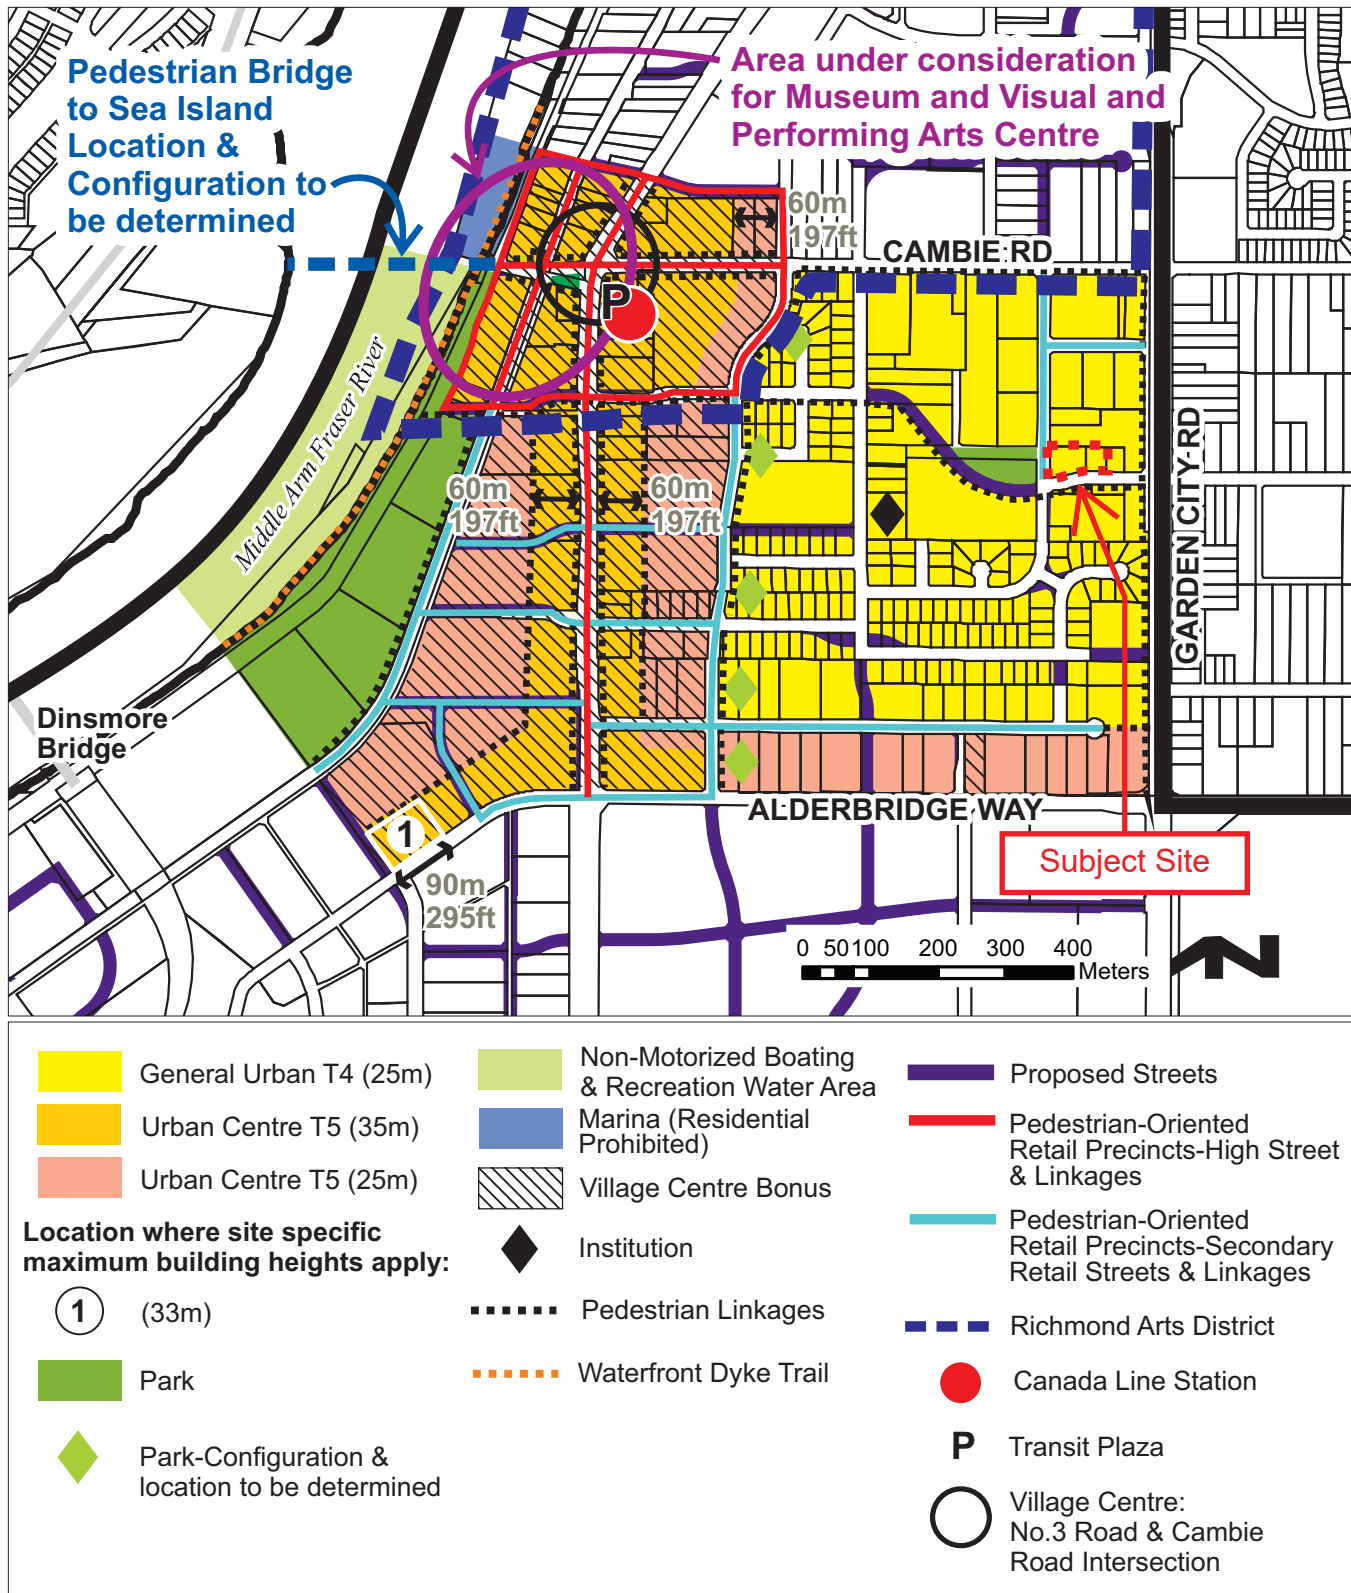 Pedestrian Bridge
to Sea Island
Location &
Configuration to
be determined
Area under consideration
for Museum and Visual and
Performing Arts Centre
60m
197ft
CAMBIE RD
P
Middle Arm Fraser River
60m
197ft
60m
197ft
GARDEN CITY RD
Dinsmore
Bridge
1
90m
295ft
ALDERBRIDGE WAY
Subject Site
0 50 100 200 300 400
Meters
N
General Urban T4 (25m)
Urban Centre T5 (35m)
Urban Centre T5 (25m)
Location where site specific
maximum building heights apply:
1 (33m)
Park
Park-Configuration &
location to be determined
Non-Motorized Boating
& Recreation Water Area
Marina (Residential
Prohibited)
Village Centre Bonus
Institution
Pedestrian Linkages
Waterfront Dyke Trail
Proposed Streets
Pedestrian-Oriented
Retail Precincts-High Street
& Linkages
Pedestrian-Oriented
Retail Precincts-Secondary
Retail Streets & Linkages
Richmond Arts District
Canada Line Station
P Transit Plaza
Village Centre:
No.3 Road & Cambie
Road Intersection